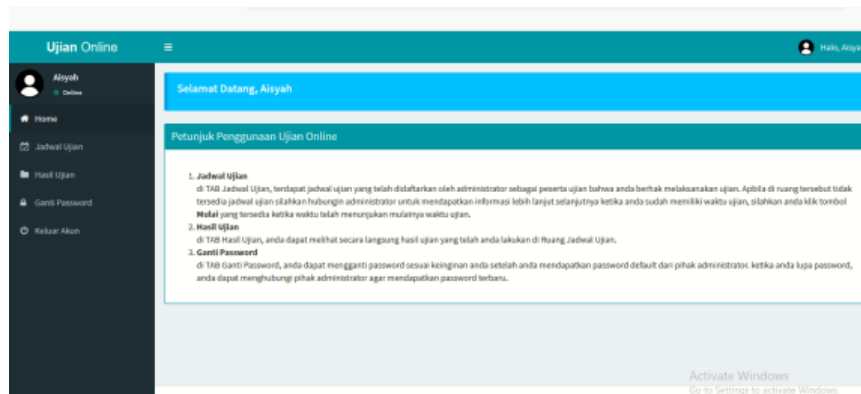 Ujian Online
Halo, Aisya
Aisyah
Online
Home
Jadwal Ujian
Hasil Ujian
Ganti Password
Keluar Akun
Selamat Datang, Aisyah
Petunjuk Penggunaan Ujian Online
1. Jadwal Ujian
di TAB Jadwal Ujian, terdapat jadwal ujian yang telah didaftarkan oleh administrator sebagai peserta ujian bahwa anda berhak melaksanakan ujian. Apbila di ruang tersebut tidak
tersedia jadwal ujian silahkan hubungin administrator untuk mendapatkan informasi lebih lanjut selanjutnya ketika anda sudah memiliki waktu ujian, silahkan anda klik tombol
Mulai yang tersedia ketika waktu telah menunjukan mulainya waktu ujian.
2. Hasil Ujian
di TAB Hasil Ujian, anda dapat melihat secara langsung hasil ujian yang telah anda lakukan di Ruang Jadwal Ujian.
3. Ganti Password
di TAB Ganti Password, anda dapat mengganti password sesuai keinginan anda setelah anda mendapatkan password default dari pihak administrator. ketika anda lupa password,
anda dapat menghubungi pihak administrator agar mendapatkan password terbaru.
Activate Windows
Go to Settings to activate Windows.